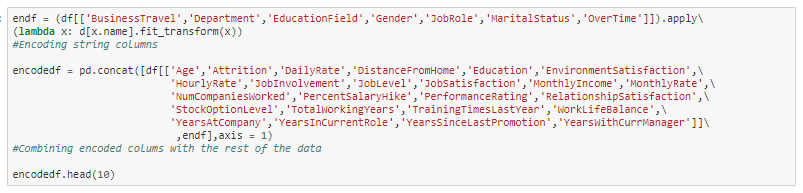 endf = (df[['BusinessTravel','Department','EducationField','Gender','JobRole','MaritalStatus','OverTime']]).apply\
(lambda x: d[x.name].fit_transform(x))
#Encoding string columns
encodedf = pd.concat([df[['Age','Attrition','DailyRate','DistanceFromHome','Education','EnvironmentSatisfaction',\
'HourlyRate','JobInvolvement','JobLevel','JobSatisfaction','MonthlyIncome','MonthlyRate',\
'NumCompaniesWorked','PercentSalaryHike','PerformanceRating','RelationshipSatisfaction',\
'StockOptionLevel','TotalWorkingYears','TrainingTimesLastYear','WorkLifeBalance',\
'YearsAtCompany','YearsInCurrentRole','YearsSinceLastPromotion','YearsWithCurrManager']]\
,endf],axis = 1)
#Combining encoded colums with the rest of the data
encodedf.head(10)